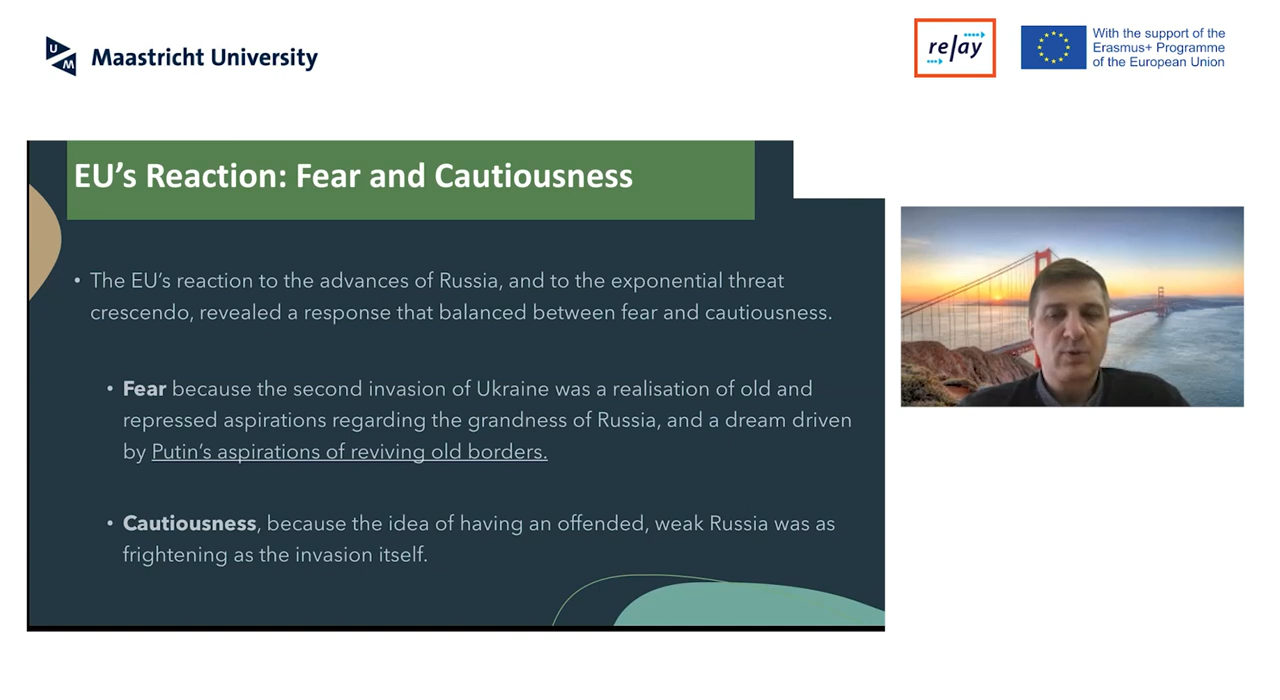 UM
Maastricht University
relay
With the support of the
Erasmus+ Programme
of the European Union
EU’s Reaction: Fear and Cautiousness
• The EU’s reaction to the advances of Russia, and to the exponential threat
crescendo, revealed a response that balanced between fear and cautiousness.
• Fear because the second invasion of Ukraine was a realisation of old and
repressed aspirations regarding the grandness of Russia, and a dream driven
by Putin’s aspirations of reviving old borders.
• Cautiousness, because the idea of having an offended, weak Russia was as
frightening as the invasion itself.